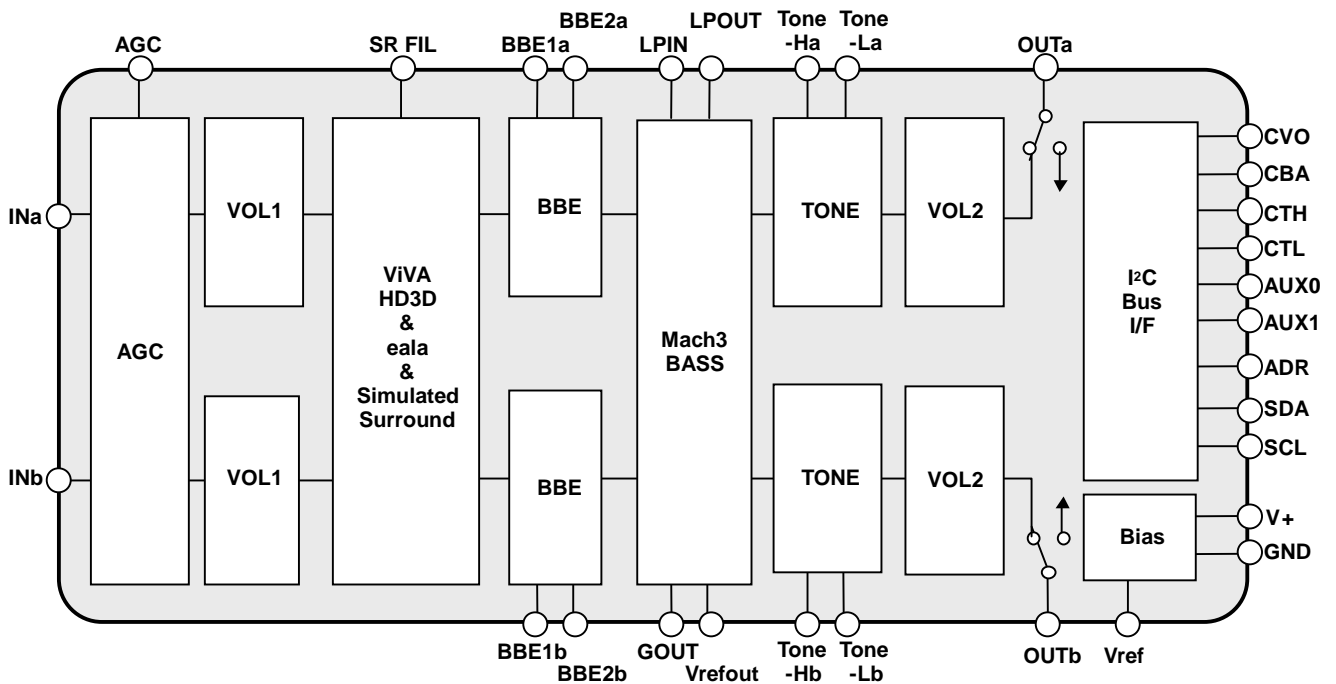 BBE2a
LPOUT
Tone
-Ha
Tone
-La
AGC
SR FIL
BBE1a
LPIN
OUTa
CVO
CBA
CTH
CTL
AUX0
AUX1
ADR
SDA
SCL
V+
GND
INa
INb
AGC
VOL1
VOL1
ViVA
HD3D
&
eala
&
Simulated
Surround
BBE
BBE
Mach3
BASS
TONE
TONE
VOL2
VOL2
I²C
Bus
I/F
Bias
BBE1b
BBE2b
GOUT
Vrefout
Tone
-Hb
Tone
-Lb
OUTb
Vref